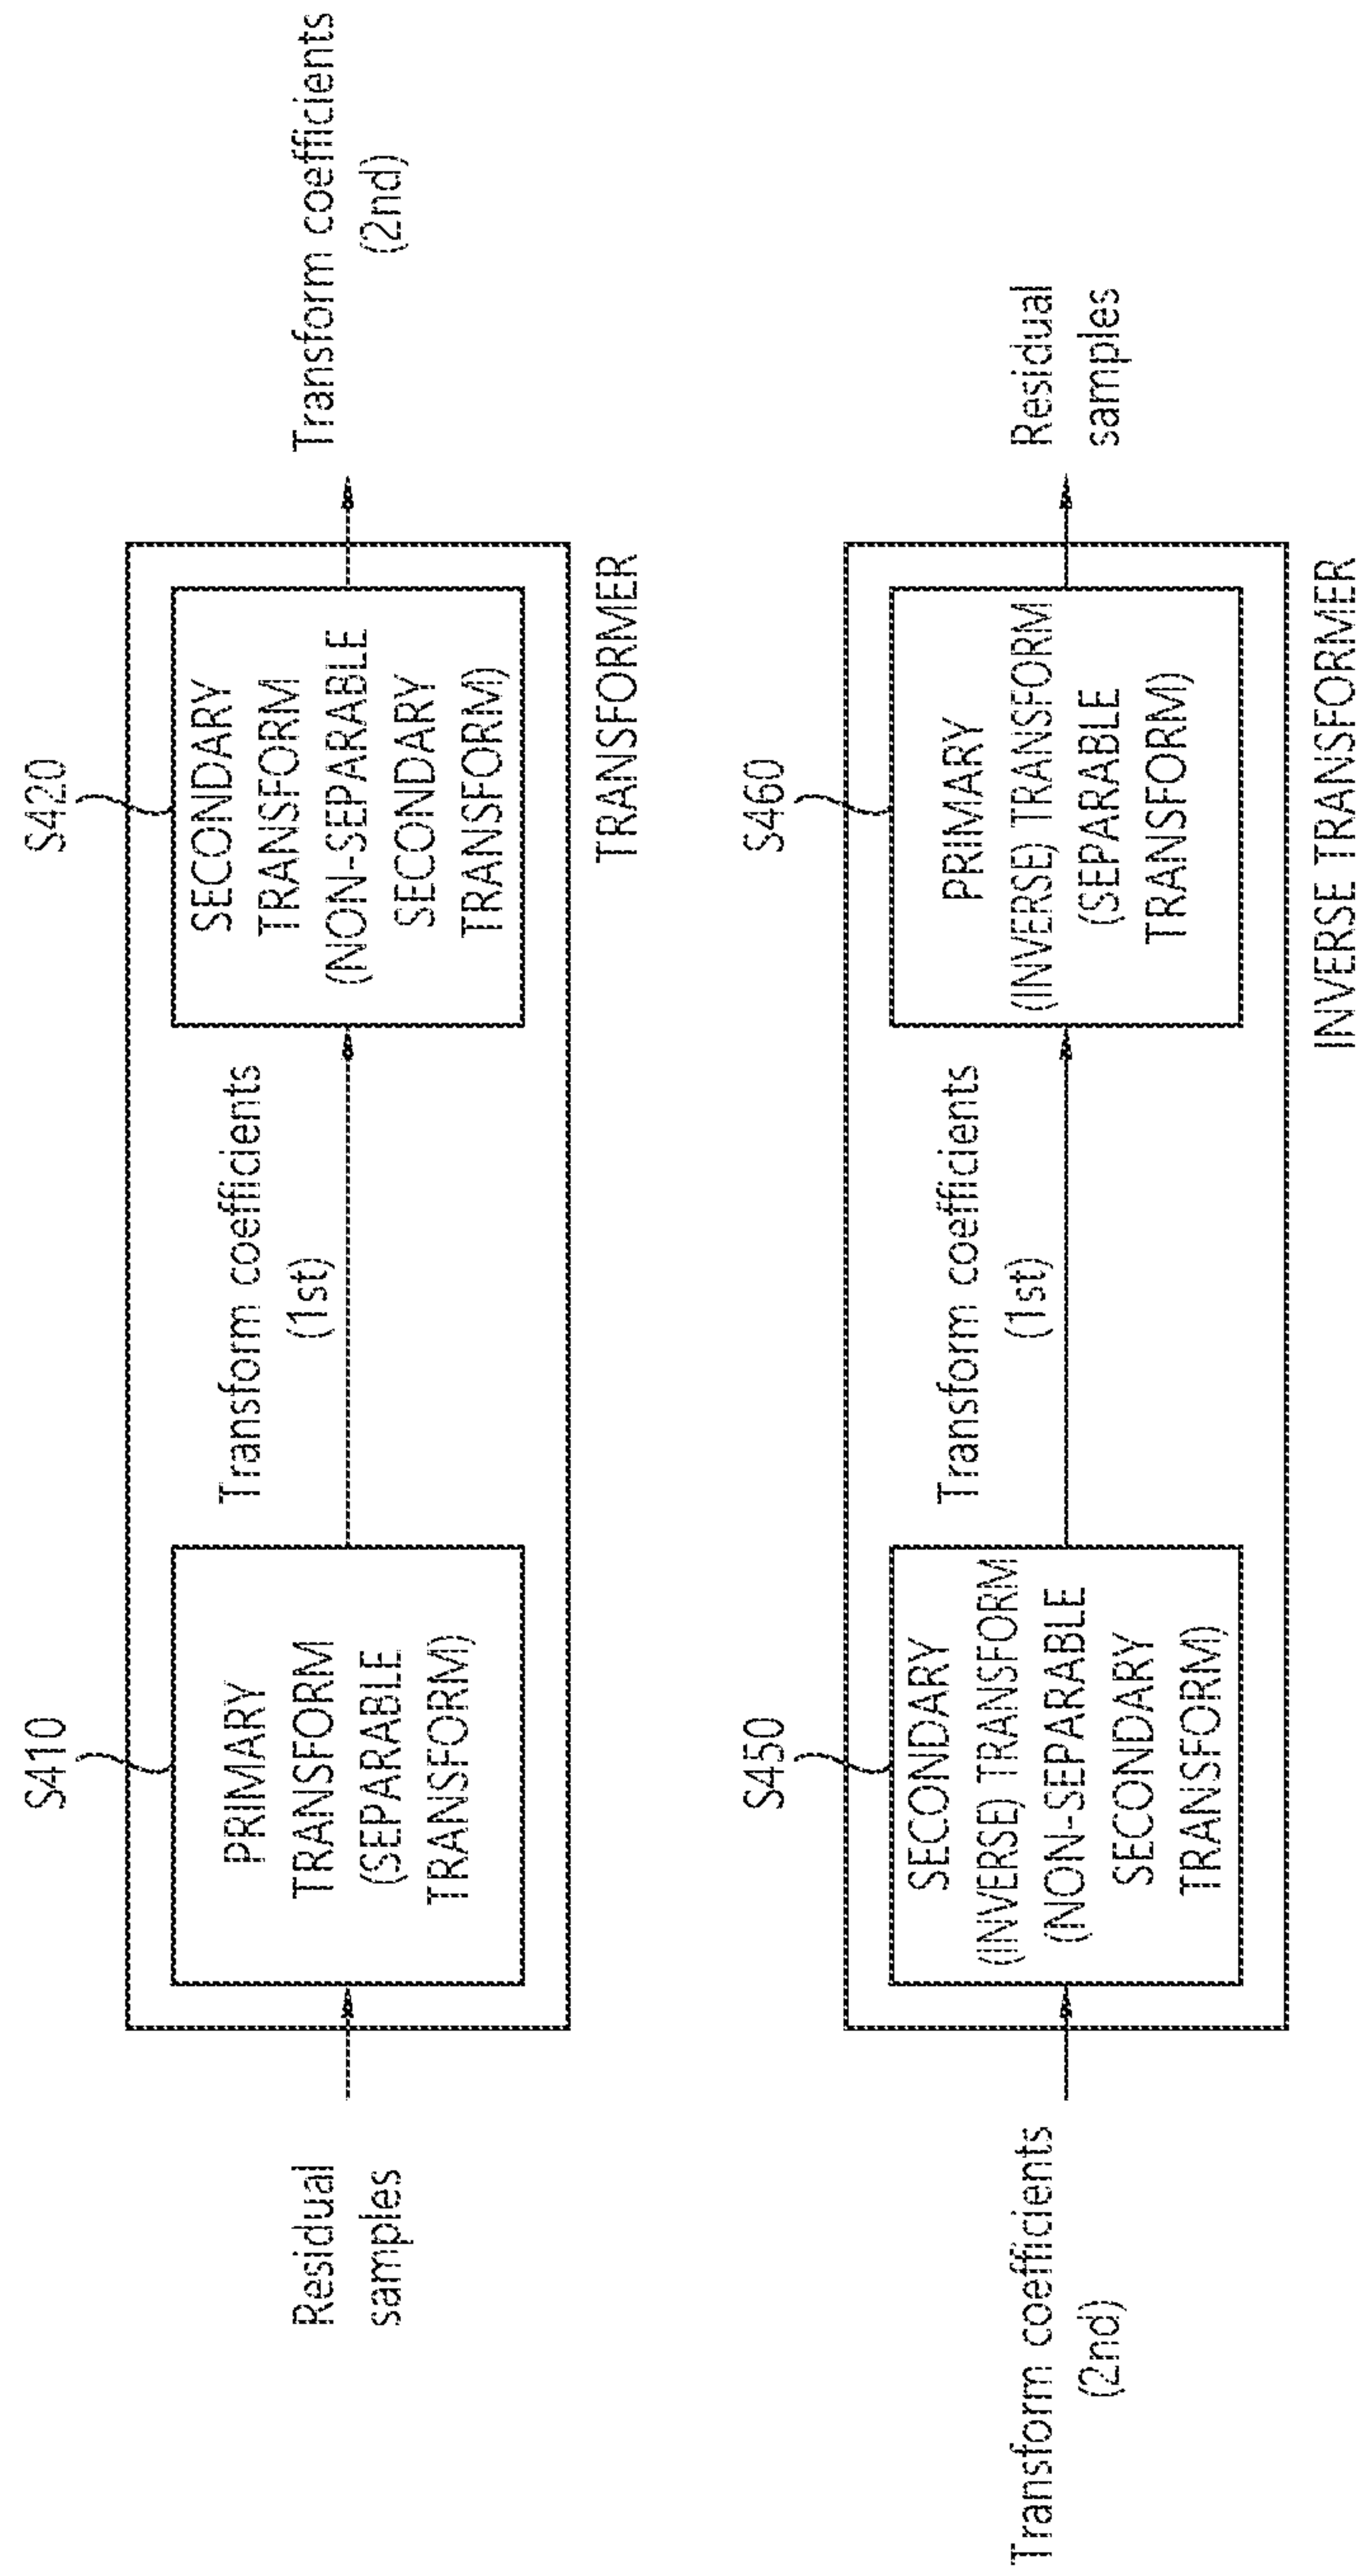 S410
S420
Residual
samples
PRIMARY
TRANSFORM
(SEPARABLE
TRANSFORM)
Transform coefficients
(1st)
SECONDARY
TRANSFORM
(NON-SEPARABLE
SECONDARY
TRANSFORM)
Transform coefficients
(2nd)
TRANSFORMER
S450
S460
Transform coefficients
(2nd)
SECONDARY
(INVERSE) TRANSFORM
(NON-SEPARABLE
SECONDARY
TRANSFORM)
Transform coefficients
(1st)
PRIMARY
(INVERSE) TRANSFORM
(SEPARABLE
TRANSFORM)
Residual
samples
INVERSE TRANSFORMER